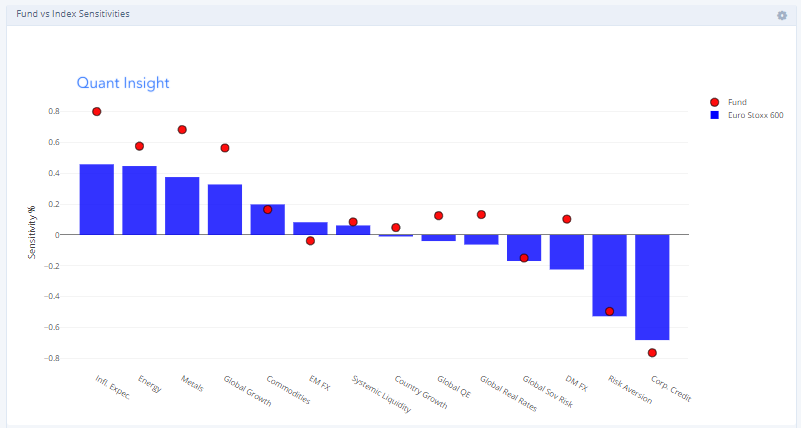 Fund vs Index Sensitivities
Quant Insight
Fund
Euro Stoxx 600
Sensitivity %
0.8
0.6
0.4
0.2
0
−0.2
−0.4
−0.6
−0.8
Infl. Expec.
Energy
Metals
Global Growth
Commodities
EM FX
Systemic Liquidity
Country Growth
Global QE
Global Real Rates
Global Sov Risk
DM FX
Risk Aversion
Corp. Credit